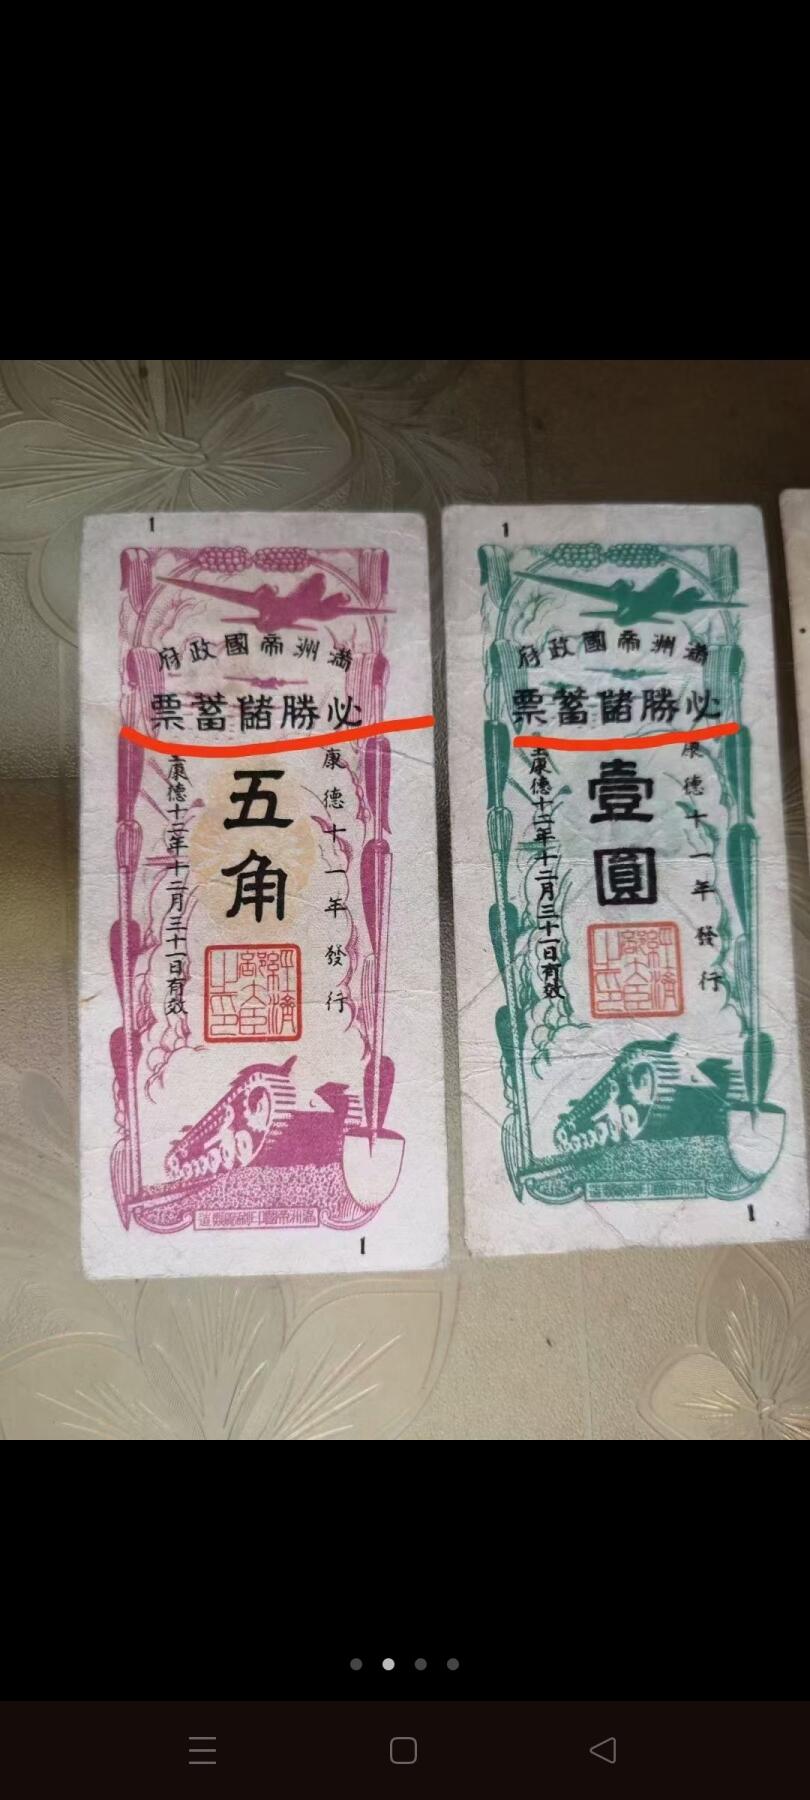 1
滿洲帝國政府
必勝儲蓄票
康德十一年發行
五角
至康德十二年十二月三十一日有效
經濟部大臣之印
1
1
滿洲帝國政府
必勝儲蓄票
康德十一年發行
壹圓
至康德十二年十二月三十一日有效
經濟部大臣之印
1